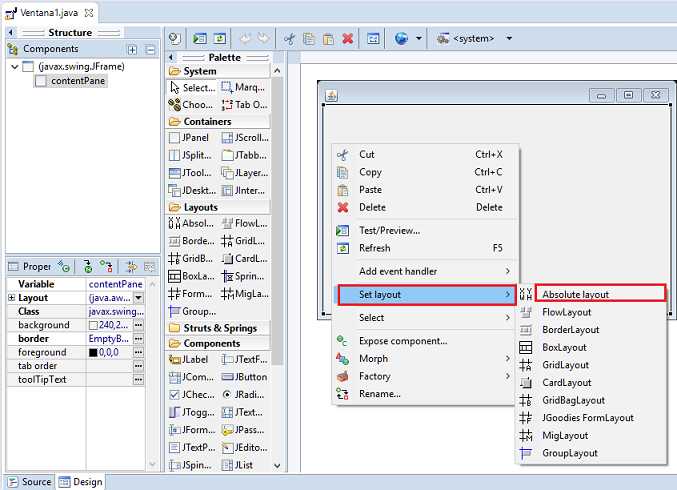 Ventana1.java
Structure
Components
(javax.swing.JFrame)
contentPane
Proper
Variable contentPane
Layout (java.aw...
Class javax.swing...
background 240,2...
border EmptyB...
foreground 0,0,0
tab order
toolTipText
Palette
System
Select... Marq...
Choo... Tab O...
Containers
JPanel JScroll...
JSplit... JTabb...
JTool... JLayer...
JDeskt... JInter...
Layouts
Absol... FlowL...
Borde... GridL...
GridB... CardL...
BoxLa... Sprin...
FormL... MigLa...
Group...
Struts & Springs
Components
JLabel JTextF...
JCom... JButton
JChec... JRadi...
JTogg... JText...
JForm... JPass...
JTextP... JEdito...
JSpin... JList
<system>
Cut Ctrl+X
Copy Ctrl+C
Paste Ctrl+V
Delete Delete
Test/Preview...
Refresh F5
Add event handler
Set layout
Select
Expose component...
Morph
Factory
Rename...
Absolute layout
FlowLayout
BorderLayout
BoxLayout
GridLayout
CardLayout
GridBagLayout
JGoodies FormLayout
MigLayout
GroupLayout
Source Design